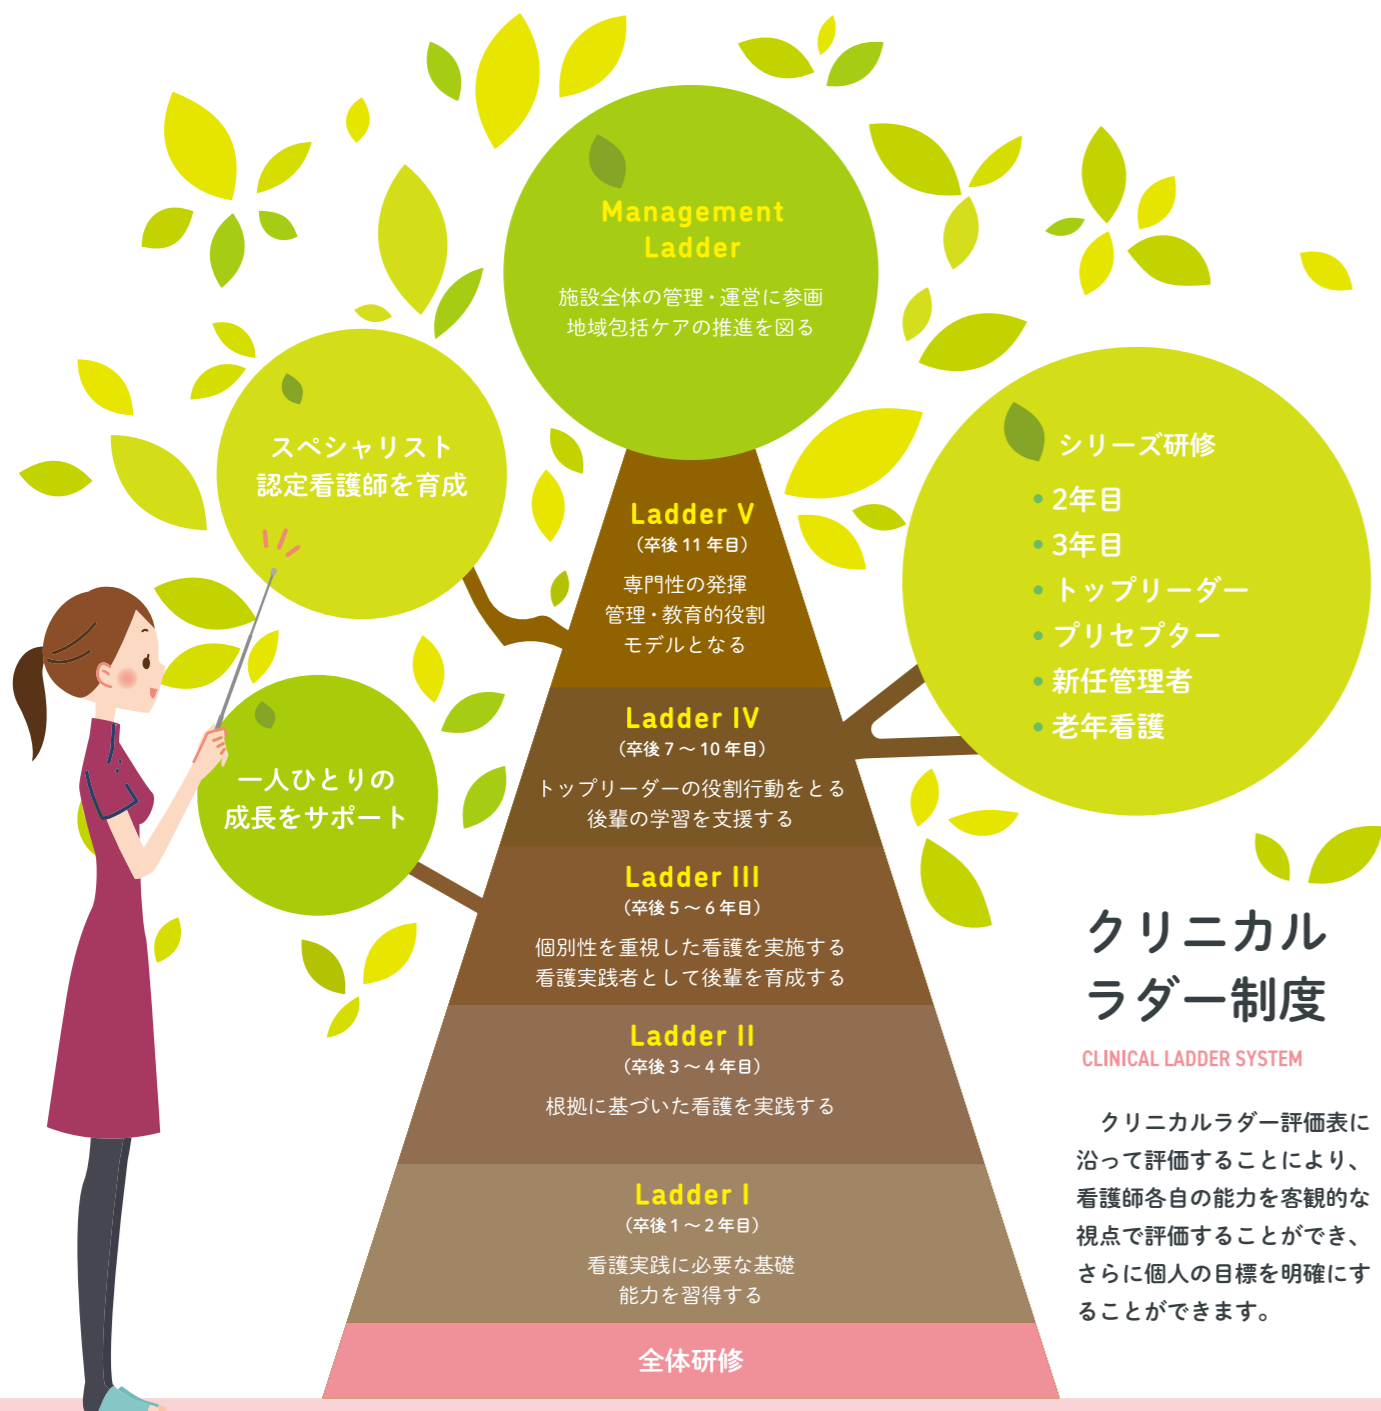 Management
Ladder
施設全体の管理・運営に参画
地域包括ケアの推進を図る
スペシャリスト
認定看護師を育成
シリーズ研修
• 2年目
• 3年目
• トップリーダー
• プリセプター
• 新任管理者
• 老年看護
一人ひとりの
成長をサポート
Ladder V
（卒後 11 年目）
専門性の発揮
管理・教育的役割
モデルとなる
Ladder IV
（卒後 7 〜 10 年目）
トップリーダーの役割行動をとる
後輩の学習を支援する
Ladder III
（卒後 5 〜 6 年目）
個別性を重視した看護を実施する
看護実践者として後輩を育成する
Ladder II
（卒後 3 〜 4 年目）
根拠に基づいた看護を実践する
Ladder I
（卒後 1 〜 2 年目）
看護実践に必要な基礎
能力を習得する
全体研修
クリニカル
ラダー制度
CLINICAL LADDER SYSTEM
　クリニカルラダー評価表に
沿って評価することにより、
看護師各自の能力を客観的な
視点で評価することができ、
さらに個人の目標を明確にす
ることができます。